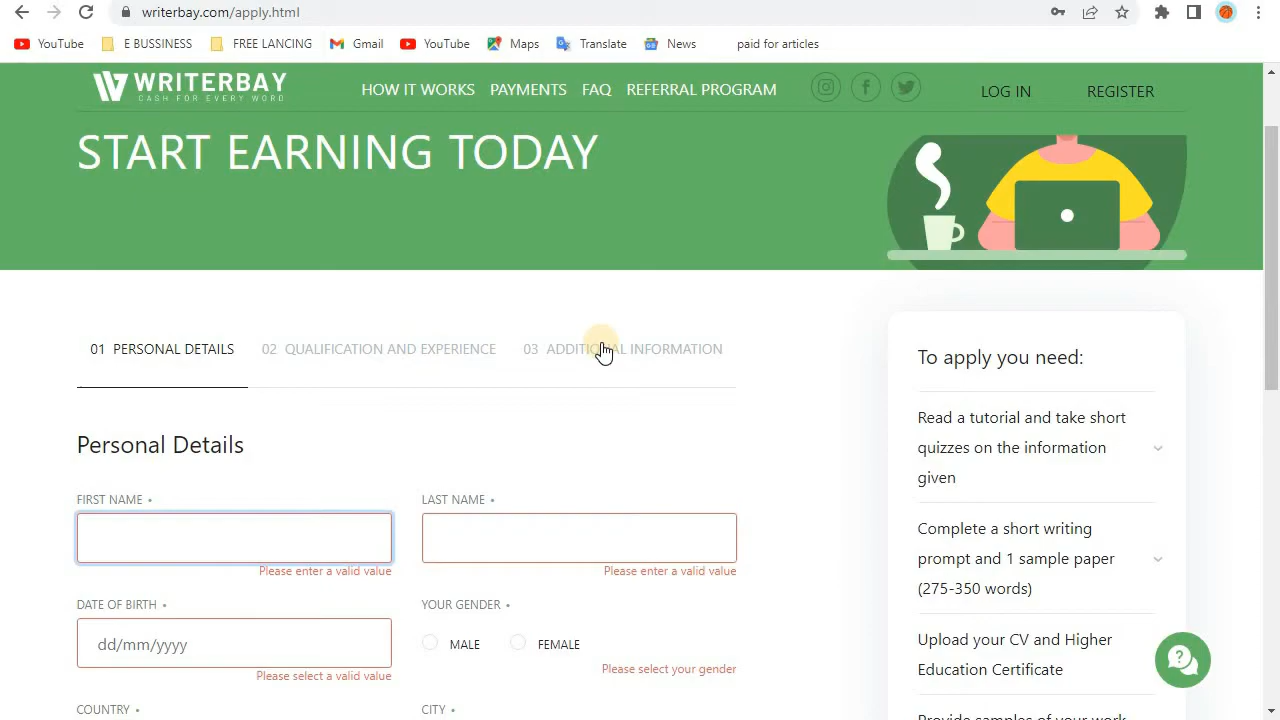 writerbay.com/apply.html
YouTube E BUSSINESS FREE LANCING Gmail YouTube Maps Translate News paid for articles
WRITERBAY
CASH FOR EVERY WORD
HOW IT WORKS PAYMENTS FAQ REFERRAL PROGRAM LOG IN REGISTER
START EARNING TODAY
01 PERSONAL DETAILS 02 QUALIFICATION AND EXPERIENCE 03 ADDITIONAL INFORMATION
Personal Details
FIRST NAME • LAST NAME •
Please enter a valid value Please enter a valid value
DATE OF BIRTH • YOUR GENDER •
dd/mm/yyyy MALE FEMALE
Please select a valid value Please select your gender
COUNTRY • CITY •
To apply you need:
Read a tutorial and take short
quizzes on the information
given
Complete a short writing
prompt and 1 sample paper
(275-350 words)
Upload your CV and Higher
Education Certificate
Provide samples of your work